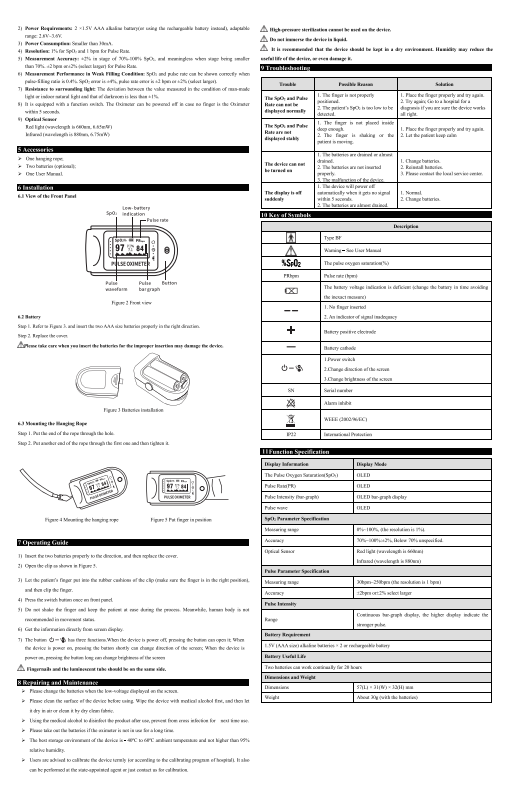 2) Power Requirements: 2 ×1.5V AAA alkaline battery(or using the rechargeable battery instead), adaptable
range: 2.6V~3.6V.
3) Power Consumption: Smaller than 30mA.
4) Resolution: 1% for SpO₂ and 1 bpm for Pulse Rate.
5) Measurement Accuracy: ±2% in stage of 70%-100% SpO₂, and meaningless when stage being smaller
than 70%. ±2 bpm or ±2% (select larger) for Pulse Rate.
6) Measurement Performance in Weak Filling Condition: SpO₂ and pulse rate can be shown correctly when
pulse-filling ratio is 0.4%. SpO₂ error is ±4%, pulse rate error is ±2 bpm or ±2% (select larger).
7) Resistance to surrounding light: The deviation between the value measured in the condition of man-made
light or indoor natural light and that of darkroom is less than ±1%.
8) It is equipped with a function switch. The Oximeter can be powered off in case no finger is the Oximeter
within 5 seconds.
9) Optical Sensor
Red light (wavelength is 660nm, 6.65mW)
Infrared (wavelength is 880nm, 6.75mW)
5 Accessories
➢ One hanging rope;
➢ Two batteries (optional);
➢ One User Manual.
6 Installation
6.1 View of the Front Panel
Low- battery
SpO₂ indication
Pulse rate
97 84
PULSE OXIMETER
Pulse Pulse Button
waveform bar graph
Figure 2 Front view
6.2 Battery
Step 1. Refer to Figure 3. and insert the two AAA size batteries properly in the right direction.
Step 2. Replace the cover.
Please take care when you insert the batteries for the improper insertion may damage the device.
Figure 3 Batteries installation
6.3 Mounting the Hanging Rope
Step 1. Put the end of the rope through the hole.
Step 2. Put another end of the rope through the first one and then tighten it.
97 84
PULSE OXIMETER
97 84
PULSE OXIMETER
Figure 4 Mounting the hanging rope Figure 5 Put finger in position
7 Operating Guide
1) Insert the two batteries properly to the direction, and then replace the cover.
2) Open the clip as shown in Figure 5.
3) Let the patient's finger put into the rubber cushions of the clip (make sure the finger is in the right position),
and then clip the finger.
4) Press the switch button once on front panel.
5) Do not shake the finger and keep the patient at ease during the process. Meanwhile, human body is not
recommended in movement status.
6) Get the information directly from screen display.
7) The button has three functions.When the device is power off, pressing the button can open it; When
the device is power on, pressing the button shortly can change direction of the screen; When the device is
power on, pressing the button long can change brightness of the screen
Fingernails and the luminescent tube should be on the same side.
8 Repairing and Maintenance
➢ Please change the batteries when the low-voltage displayed on the screen.
➢ Please clean the surface of the device before using. Wipe the device with medical alcohol first, and then let
it dry in air or clean it by dry clean fabric.
➢ Using the medical alcohol to disinfect the product after use, prevent from cross infection for next time use.
➢ Please take out the batteries if the oximeter is not in use for a long time.
➢ The best storage environment of the device is - 40℃ to 60℃ ambient temperature and not higher than 95%
relative humidity.
➢ Users are advised to calibrate the device termly (or according to the calibrating program of hospital). It also
can be performed at the state-appointed agent or just contact us for calibration.
High-pressure sterilization cannot be used on the device.
Do not immerse the device in liquid.
It is recommended that the device should be kept in a dry environment. Humidity may reduce the
useful life of the device, or even damage it.
9 Troubleshooting
Trouble Possible Reason Solution
The SpO₂ and Pulse Rate can not be displayed normally
1. The finger is not properly positioned.
2. The patient's SpO₂ is too low to be detected.
1. Place the finger properly and try again.
2. Try again; Go to a hospital for a diagnosis if you are sure the device works all right.
The SpO₂ and Pulse Rate are not displayed stably
1. The finger is not placed inside deep enough.
2. The finger is shaking or the patient is moving.
1. Place the finger properly and try again.
2. Let the patient keep calm
The device can not be turned on
1. The batteries are drained or almost drained.
2. The batteries are not inserted properly.
3. The malfunction of the device.
1. Change batteries.
2. Reinstall batteries.
3. Please contact the local service center.
The display is off suddenly
1. The device will power off automatically when it gets no signal within 5 seconds.
2. The batteries are almost drained.
1. Normal.
2. Change batteries.
10 Key of Symbols
Description
Type BF
Warning – See User Manual
%SpO₂ The pulse oxygen saturation(%)
PRbpm Pulse rate (bpm)
The battery voltage indication is deficient (change the battery in time avoiding
the inexact measure)
1. No finger inserted
2. An indicator of signal inadequacy
+ Battery positive electrode
— Battery cathode
1.Power switch
2.Change direction of the screen
3.Change brightness of the screen
SN Serial number
Alarm inhibit
WEEE (2002/96/EC)
IP22 International Protection
11Function Specification
Display Information Display Mode
The Pulse Oxygen Saturation(SpO₂) OLED
Pulse Rate(PR) OLED
Pulse Intensity (bar-graph) OLED bar-graph display
Pulse wave OLED
SpO₂ Parameter Specification
Measuring range 0%~100%, (the resolution is 1%).
Accuracy 70%~100%:±2%, Below 70% unspecified.
Optical Sensor Red light (wavelength is 660nm)
Infrared (wavelength is 880nm)
Pulse Parameter Specification
Measuring range 30bpm~250bpm (the resolution is 1 bpm)
Accuracy ±2bpm or±2% select larger
Pulse Intensity
Range Continuous bar-graph display, the higher display indicate the
stronger pulse
Battery Requirement
1.5V (AAA size) alkaline batteries × 2 or rechargeable battery
Battery Useful Life
Two batteries can work continually for 20 hours
Dimensions and Weight
Dimensions 57(L) × 31(W) × 32(H) mm
Weight About 30g (with the batteries)